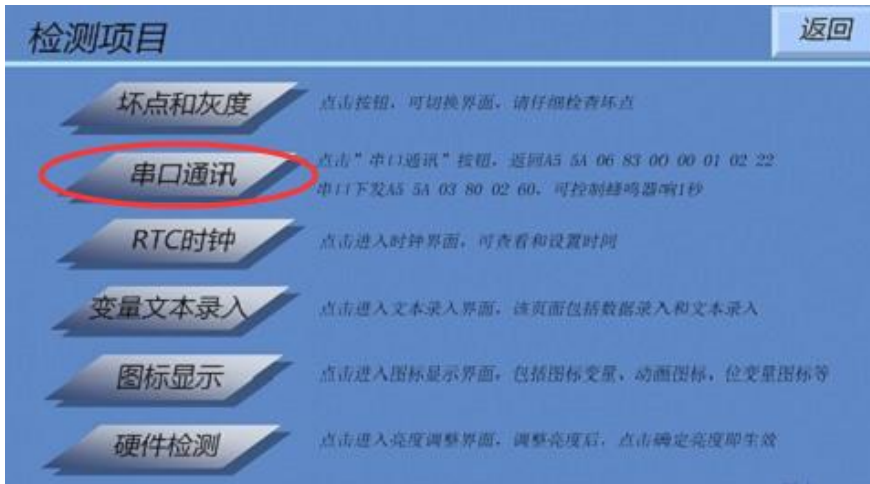 检测项目
返回
坏点和灰度
点击按钮，可切换界面，请仔细检查坏点
串口通讯
点击”串口通讯”按钮，返回A5 5A 06 83 00 00 01 02 22
串口下发A5 5A 03 80 02 60，可控制蜂鸣器响1秒
RTC时钟
点击进入时钟界面，可查看和设置时间
变量文本录入
点击进入文本录入界面，该页面包括数据录入和文本录入
图标显示
点击进入图标显示界面，包括图标变量、动画图标，位变量图标等
硬件检测
点击进入亮度调整界面，调整亮度后，点击确定亮度即生效